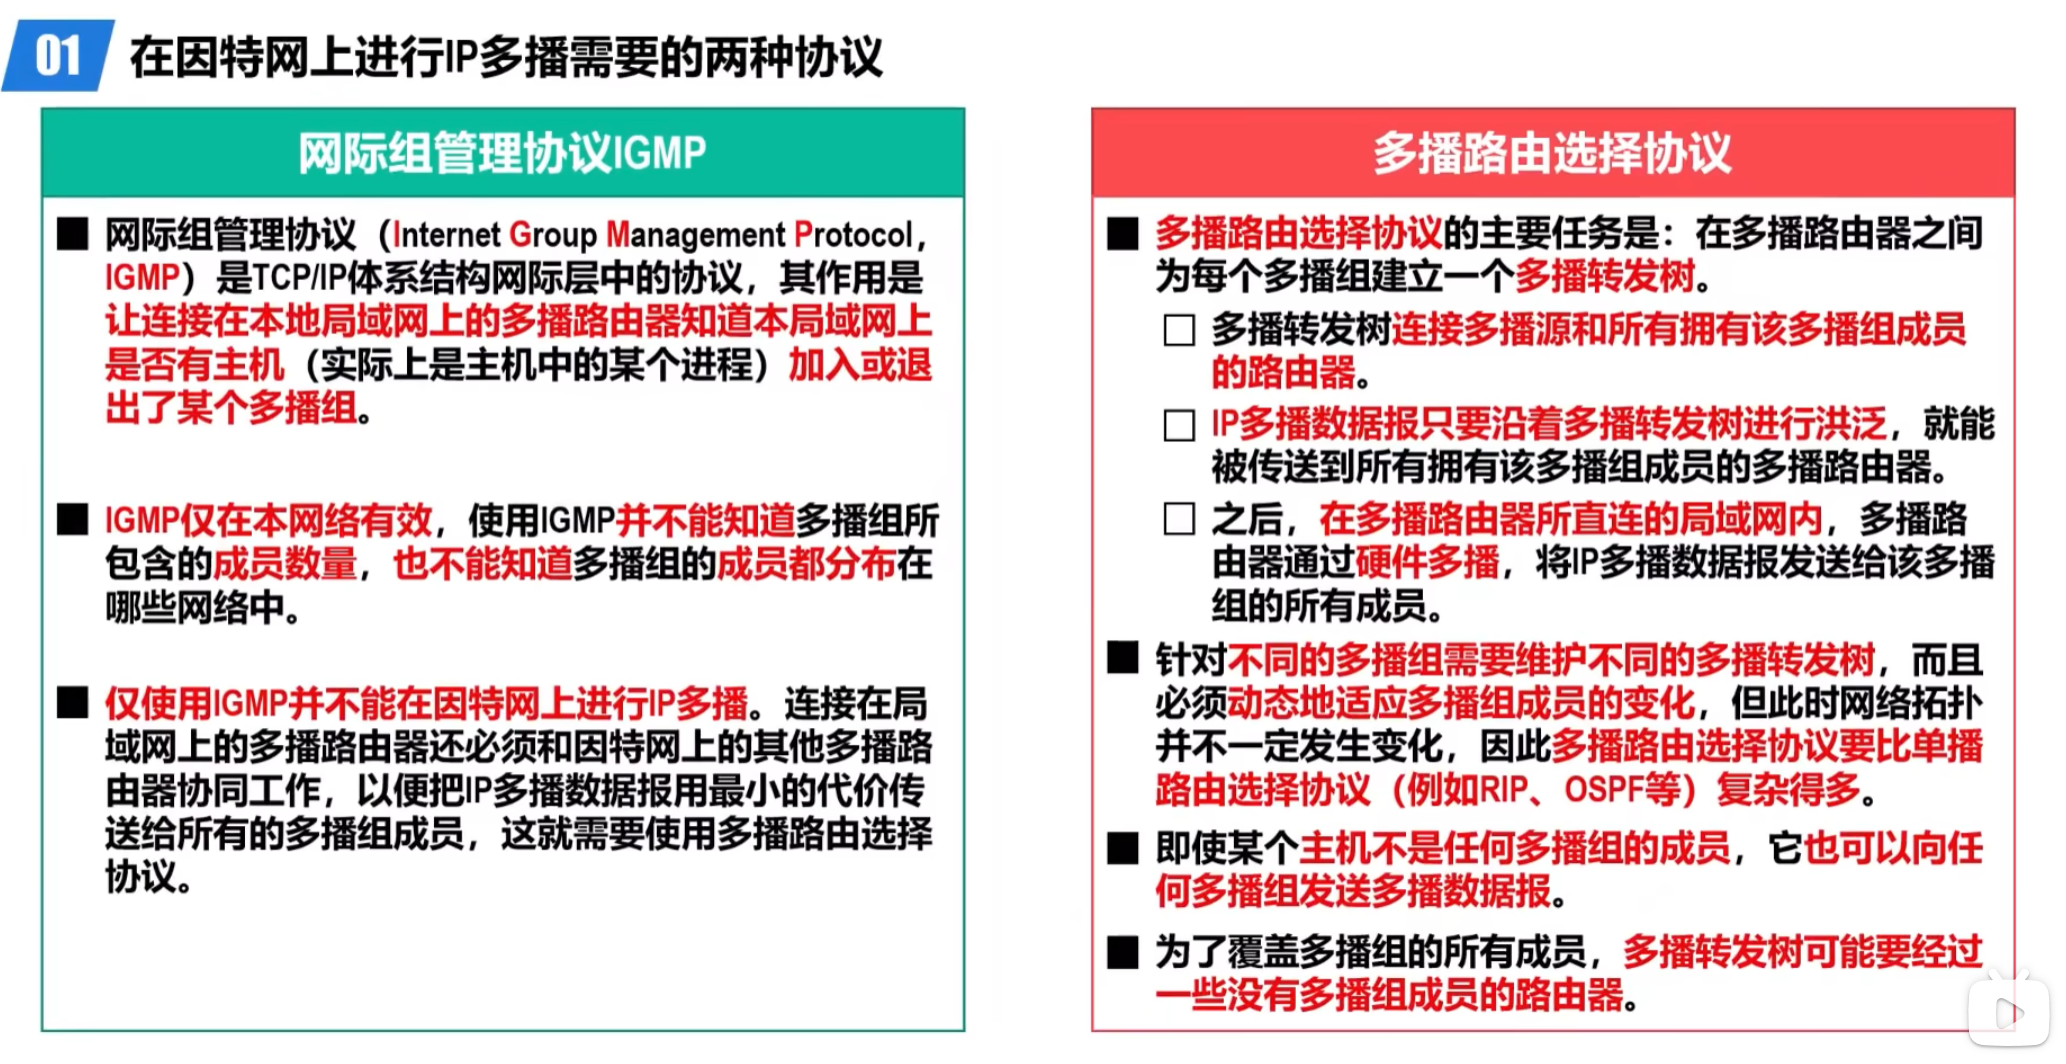 01 在因特网上进行IP多播需要的两种协议
网际组管理协议IGMP
■ 网际组管理协议（Internet Group Management Protocol，
IGMP）是TCP/IP体系结构网际层中的协议，其作用是
让连接在本地局域网上的多播路由器知道本局域网上
是否有主机（实际上是主机中的某个进程）加入或退
出了某个多播组。
■ IGMP仅在本网络有效，使用IGMP并不能知道多播组所
包含的成员数量，也不能知道多播组的成员都分布在
哪些网络中。
■ 仅使用IGMP并不能在因特网上进行IP多播。连接在局
域网上的多播路由器还必须和因特网上的其他多播路
由器协同工作，以便把IP多播数据报用最小的代价传
送给所有的多播组成员，这就需要使用多播路由选择
协议。
多播路由选择协议
■ 多播路由选择协议的主要任务是：在多播路由器之间
为每个多播组建立一个多播转发树。
□ 多播转发树连接多播源和所有拥有该多播组成员
的路由器。
□ IP多播数据报只要沿着多播转发树进行洪泛，就能
被传送到所有拥有该多播组成员的多播路由器。
□ 之后，在多播路由器所直连的局域网内，多播路
由器通过硬件多播，将IP多播数据报发送给该多播
组的所有成员。
■ 针对不同的多播组需要维护不同的多播转发树，而且
必须动态地适应多播组成员的变化，但此时网络拓扑
并不一定发生变化，因此多播路由选择协议要比单播
路由选择协议（例如RIP、OSPF等）复杂得多。
■ 即使某个主机不是任何多播组的成员，它也可以向任
何多播组发送多播数据报。
■ 为了覆盖多播组的所有成员，多播转发树可能要经过
一些没有多播组成员的路由器。